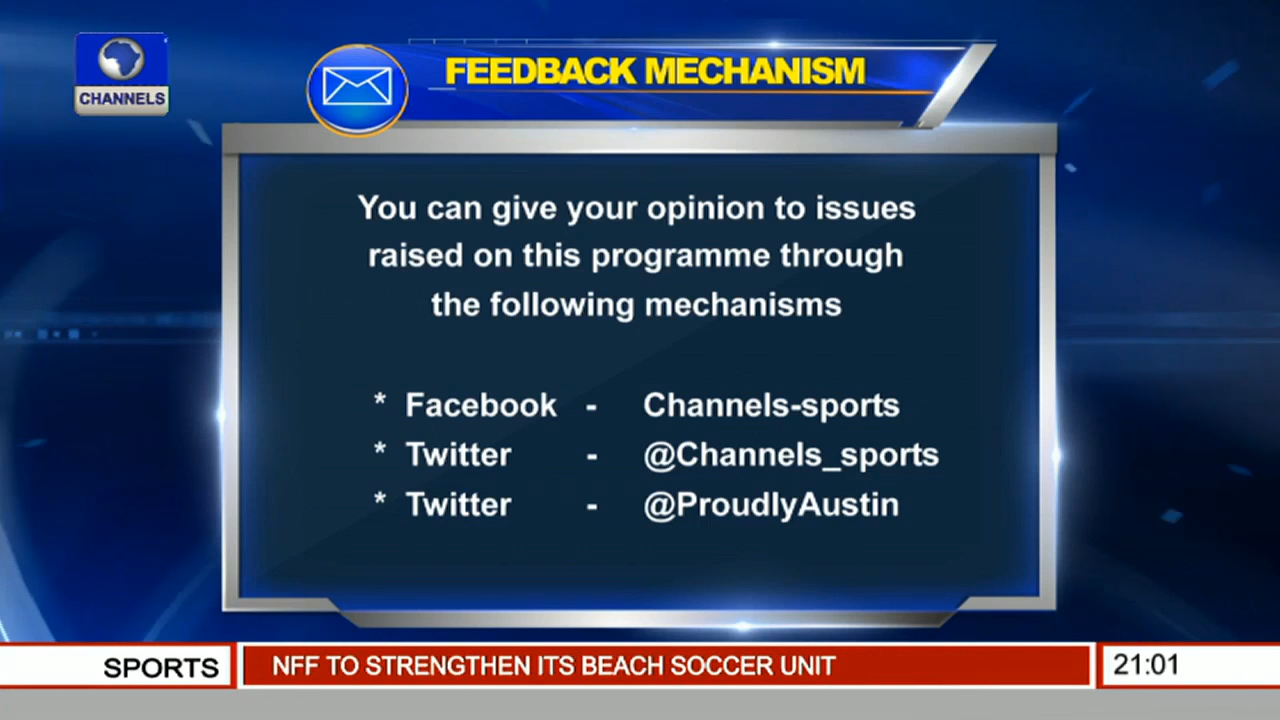 CHANNELS
FEEDBACK MECHANISM
You can give your opinion to issues
raised on this programme through
the following mechanisms
* Facebook - Channels-sports
* Twitter - @Channels_sports
* Twitter - @ProudlyAustin
SPORTS
NFF TO STRENGTHEN ITS BEACH SOCCER UNIT
21:01